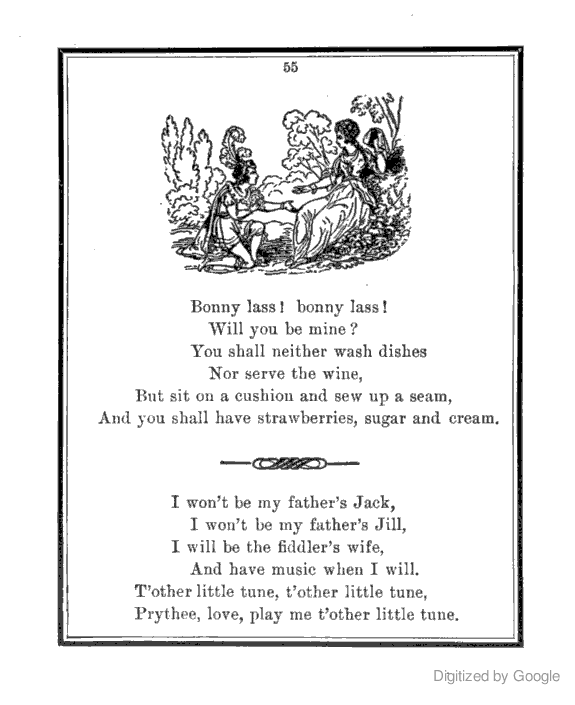 55
Bonny lass! bonny lass!
Will you be mine?
You shall neither wash dishes
Nor serve the wine,
But sit on a cushion and sew up a seam,
And you shall have strawberries, sugar and cream.
I won't be my father's Jack,
I won't be my father's Jill,
I will be the fiddler's wife,
And have music when I will.
T'other little tune, t'other little tune,
Prythee, love, play me t'other little tune.
Digitized by Google